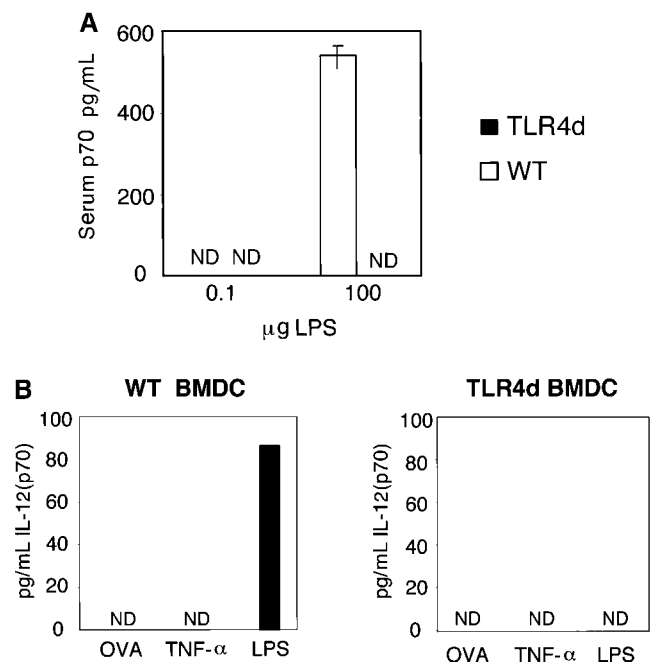 A
Serum p70 pg/mL
600
400
200
0
ND ND
ND
0.1 100
µg LPS
TLR4d
WT
B
WT BMDC
pg/mL IL-12(p70)
100
80
60
40
20
0
ND ND
OVA TNF-α LPS
TLR4d BMDC
pg/mL IL-12(p70)
100
80
60
40
20
0
ND ND ND
OVA TNF-α LPS